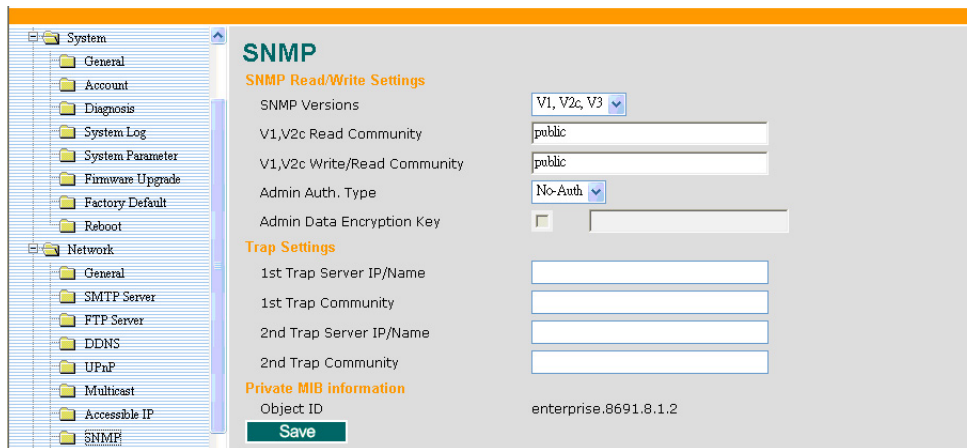 System
General
Account
Diagnosis
System Log
System Parameter
Firmware Upgrade
Factory Default
Reboot
Network
General
SMTP Server
FTP Server
DDNS
UPnP
Multicast
Accessible IP
SNMP
SNMP
SNMP Read/Write Settings
SNMP Versions V1, V2c, V3
V1,V2c Read Community public
V1,V2c Write/Read Community public
Admin Auth. Type No-Auth
Admin Data Encryption Key
Trap Settings
1st Trap Server IP/Name
1st Trap Community
2nd Trap Server IP/Name
2nd Trap Community
Private MIB information
Object ID enterprise.8691.8.1.2
Save